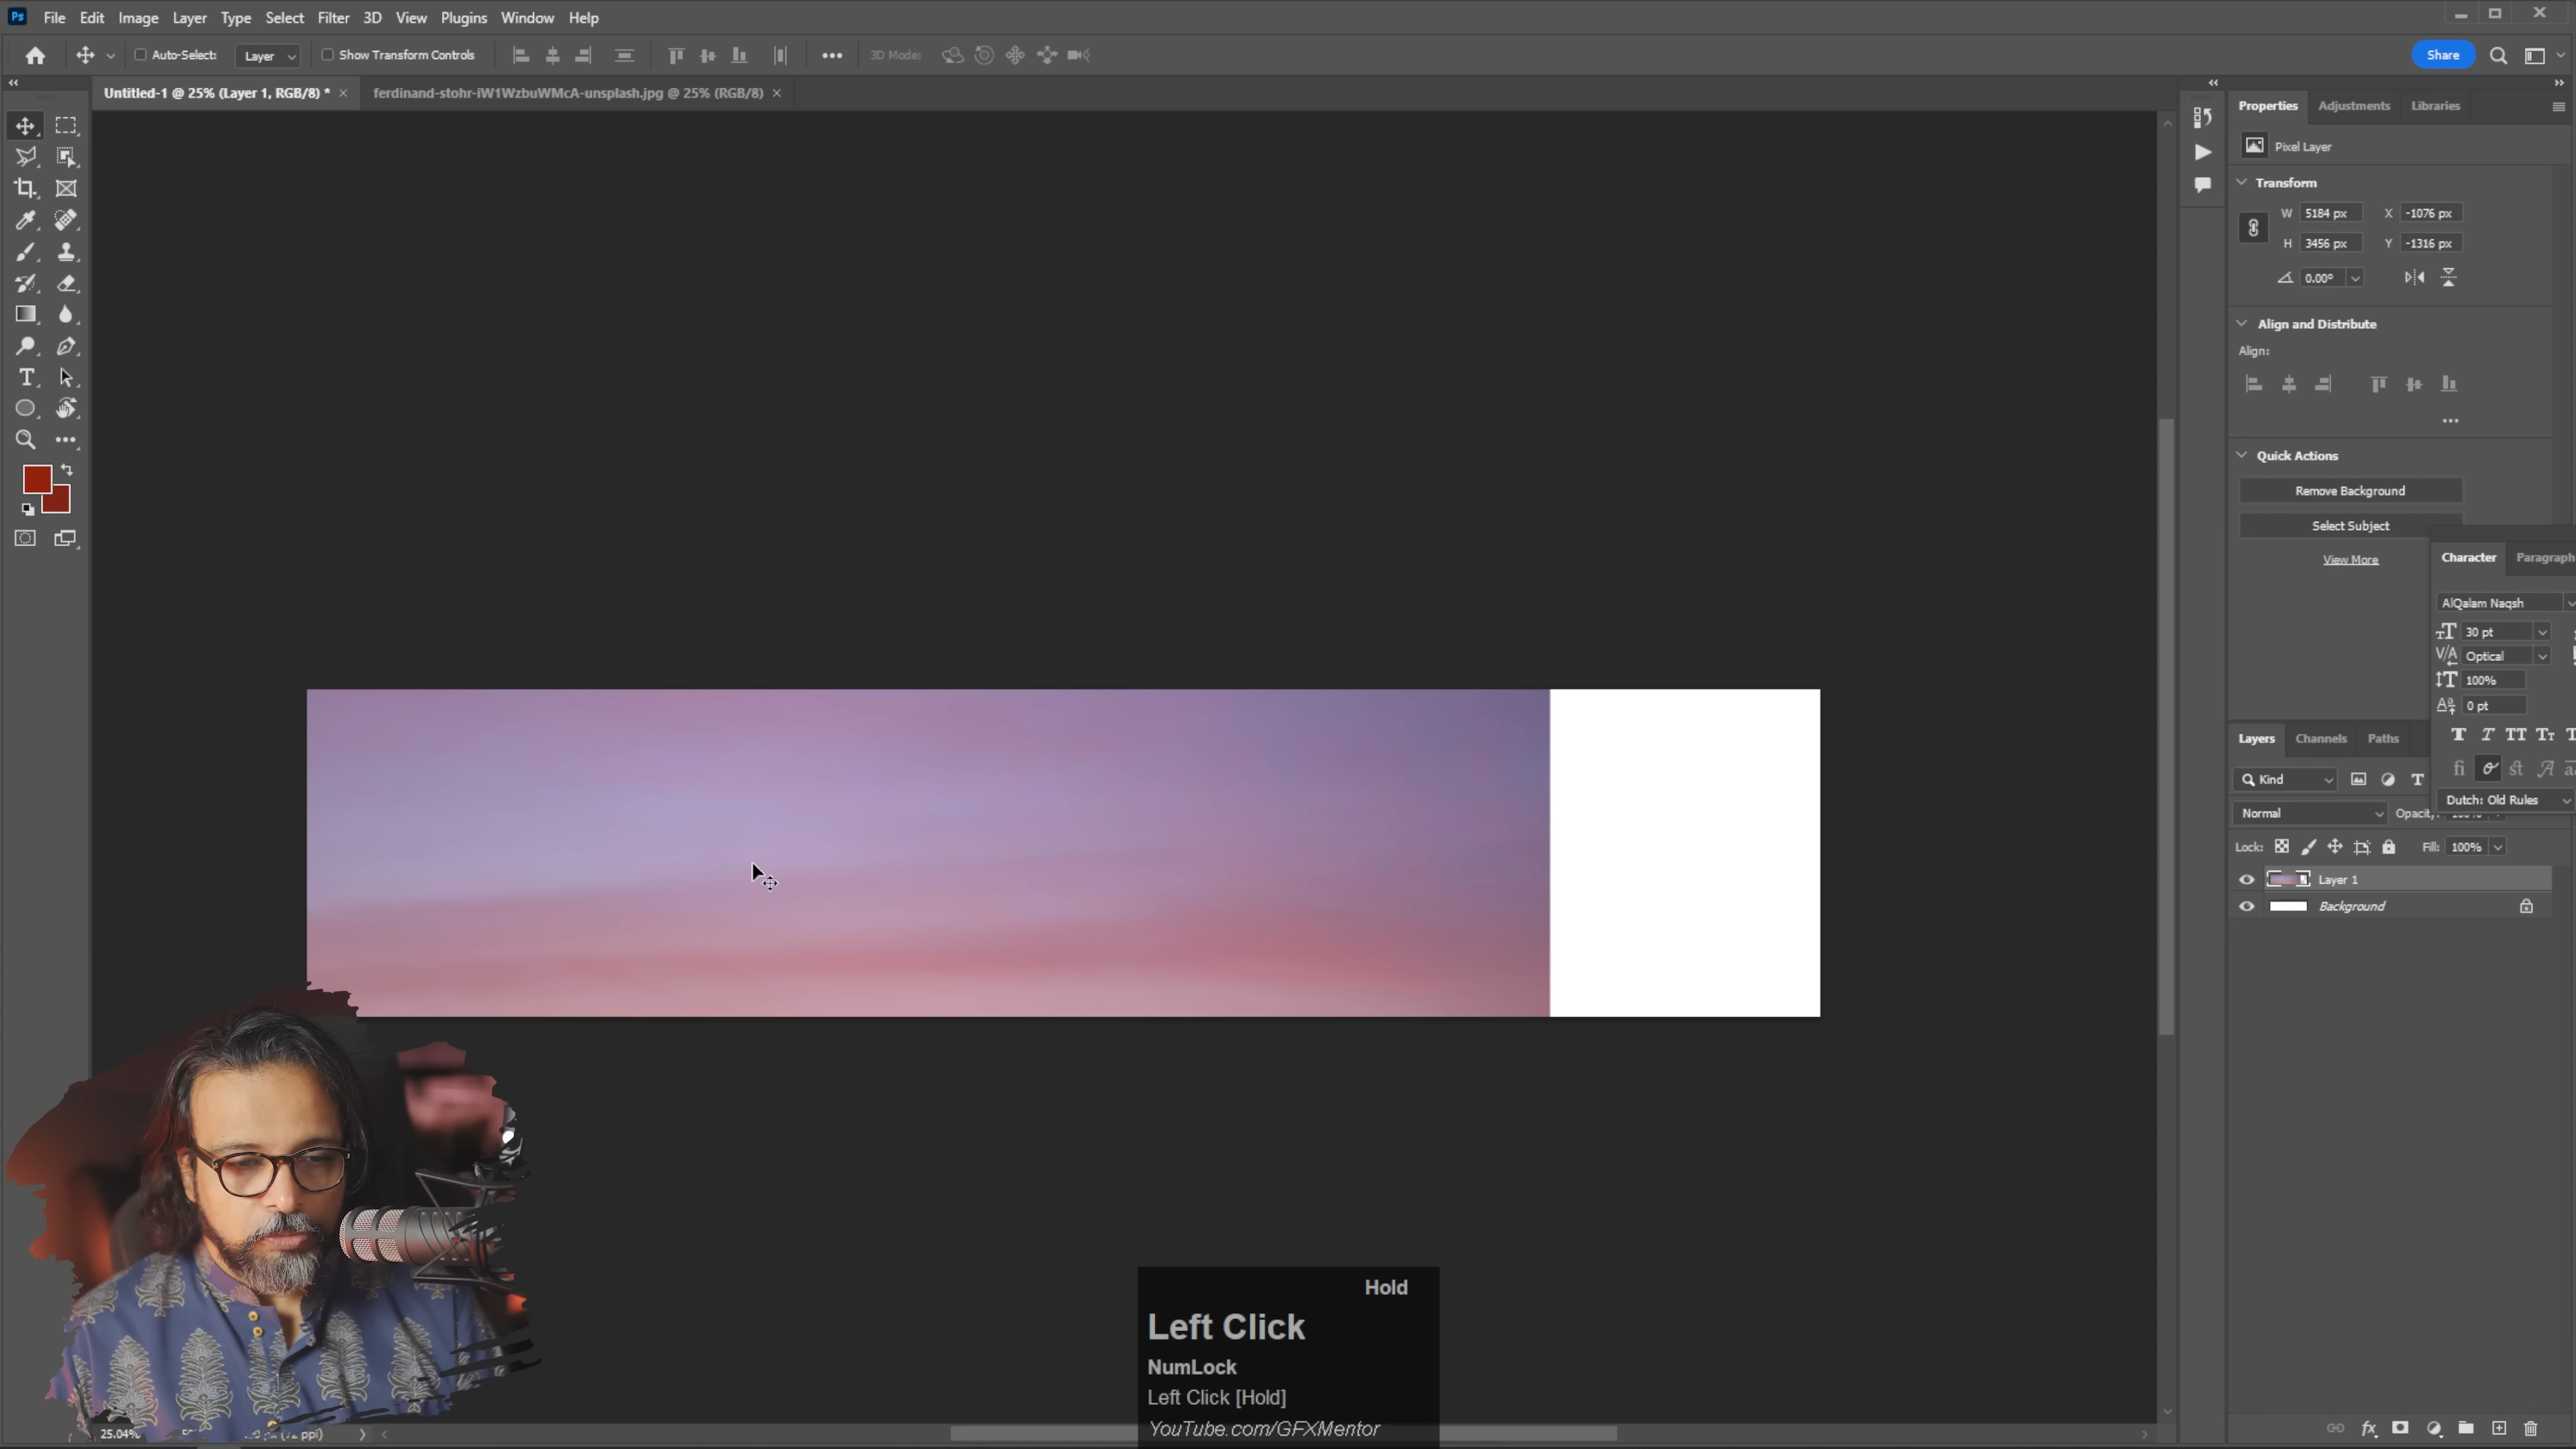 Ps File Edit Image Layer Type Select Filter 3D View Plugins Window Help
Auto-Select: Layer Show Transform Controls 3D Mode: Share
Untitled-1 @ 25% (Layer 1, RGB/8) * × ferdinand-stohr-iW1WzbuWMcA-unsplash.jpg @ 25% (RGB/8) ×
Properties Adjustments Libraries
Pixel Layer
Transform
W 5184 px X -1076 px
H 3456 px Y -1316 px
0.00°
Align and Distribute
Align:
Quick Actions
Remove Background
Select Subject
View More
Character Paragraph
AlQalam Naqsh
30 pt
Optical
100%
0 pt
Dutch: Old Rules
Layers Channels Paths
Kind
Normal Opacity:
Lock: Fill: 100%
Layer 1
Background
Hold
Left Click
NumLock
Left Click [Hold]
YouTube.com/GFXMentor
25.04%